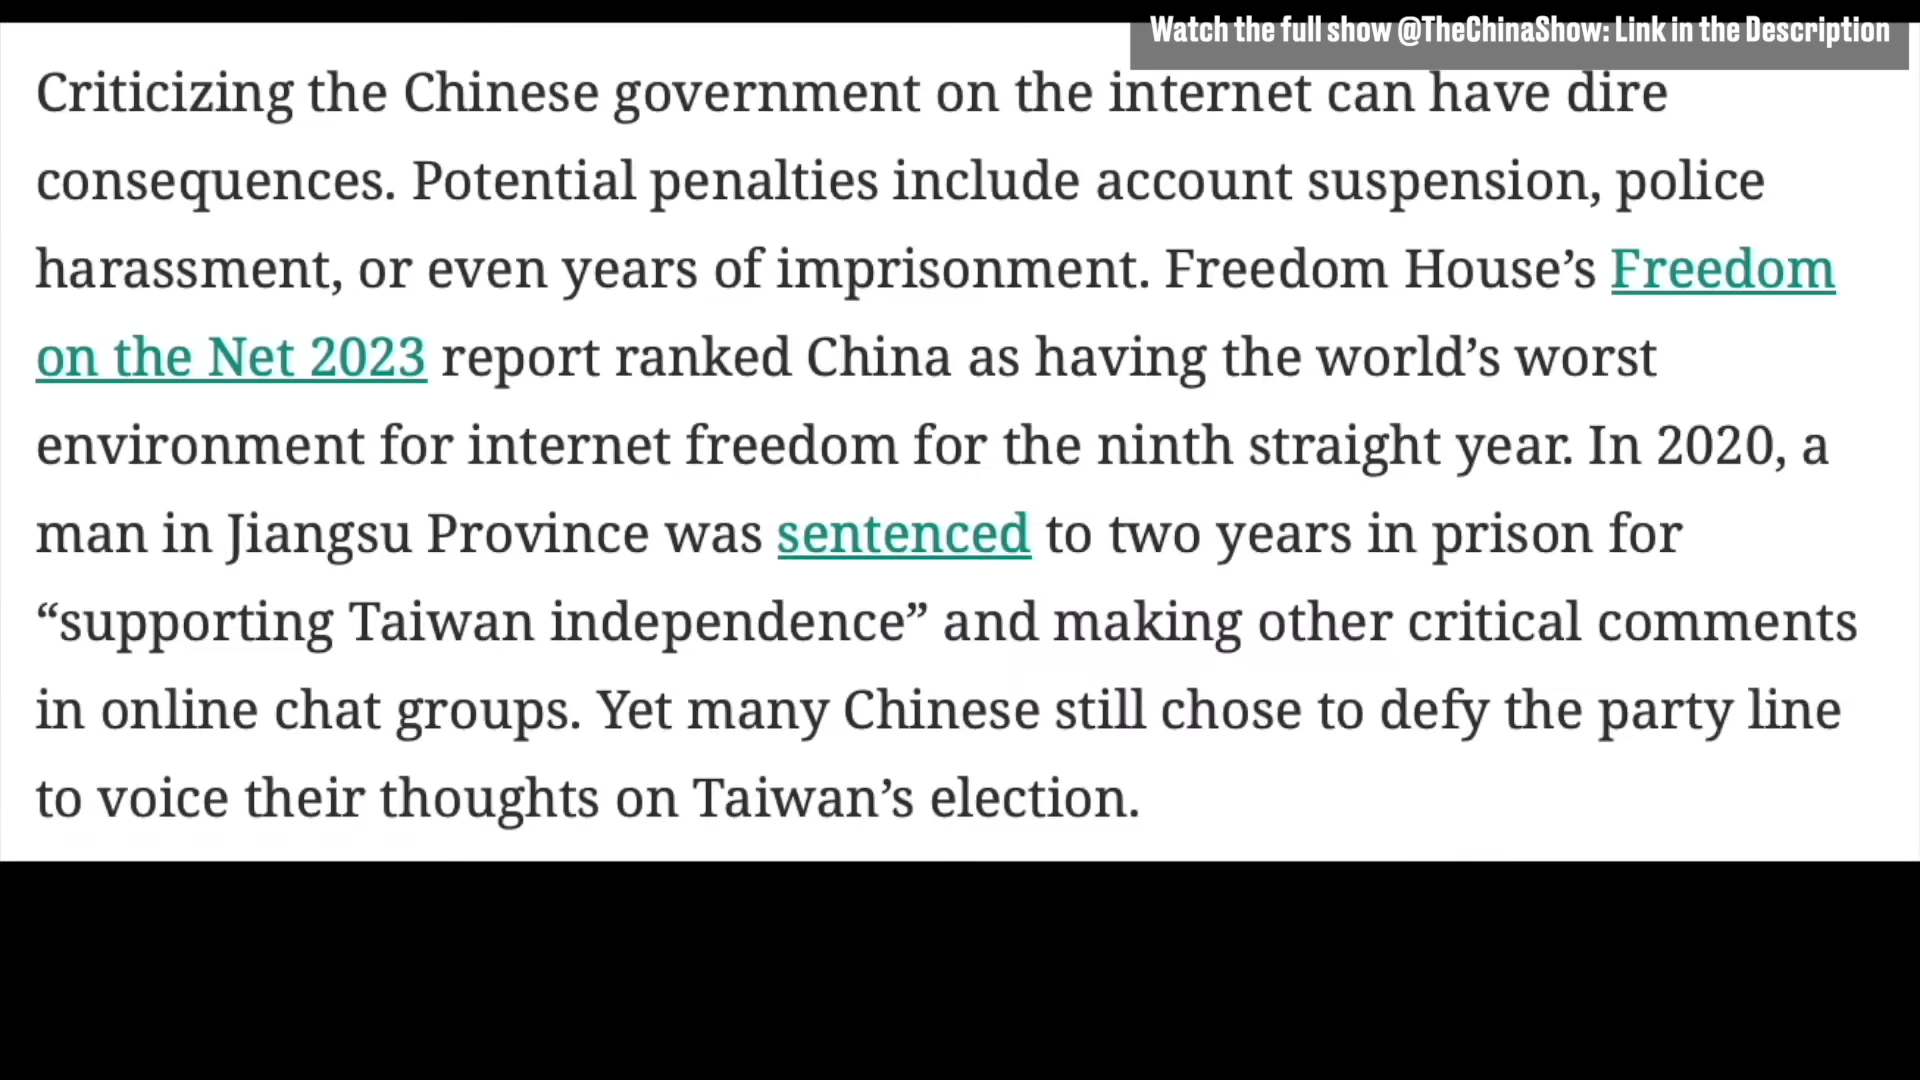 Watch the full show @TheChinaShow: Link in the Description
Criticizing the Chinese government on the internet can have dire
consequences. Potential penalties include account suspension, police
harassment, or even years of imprisonment. Freedom House’s Freedom
on the Net 2023 report ranked China as having the world’s worst
environment for internet freedom for the ninth straight year. In 2020, a
man in Jiangsu Province was sentenced to two years in prison for
“supporting Taiwan independence” and making other critical comments
in online chat groups. Yet many Chinese still chose to defy the party line
to voice their thoughts on Taiwan’s election.